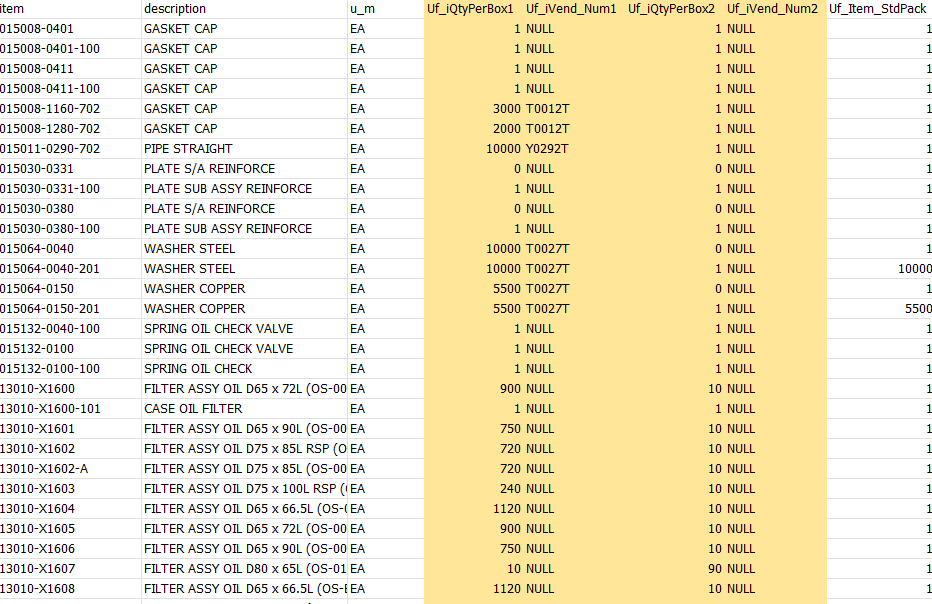 item description u_m Uf_iQtyPerBox1 Uf_iVend_Num1 Uf_iQtyPerBox2 Uf_iVend_Num2 Uf_Item_StdPack
015008-0401 GASKET CAP EA 1 NULL 1 NULL 1
015008-0401-100 GASKET CAP EA 1 NULL 1 NULL 1
015008-0411 GASKET CAP EA 1 NULL 1 NULL 1
015008-0411-100 GASKET CAP EA 1 NULL 1 NULL 1
015008-1160-702 GASKET CAP EA 3000 T0012T 1 NULL 1
015008-1280-702 GASKET CAP EA 2000 T0012T 1 NULL 1
015011-0290-702 PIPE STRAIGHT EA 10000 Y0292T 1 NULL 1
015030-0331 PLATE S/A REINFORCE EA 0 NULL 0 NULL 1
015030-0331-100 PLATE SUB ASSY REINFORCE EA 1 NULL 1 NULL 1
015030-0380 PLATE S/A REINFORCE EA 0 NULL 0 NULL 1
015030-0380-100 PLATE SUB ASSY REINFORCE EA 1 NULL 1 NULL 1
015064-0040 WASHER STEEL EA 10000 T0027T 0 NULL 1
015064-0040-201 WASHER STEEL EA 10000 T0027T 1 NULL 10000
015064-0150 WASHER COPPER EA 5500 T0027T 0 NULL 1
015064-0150-201 WASHER COPPER EA 5500 T0027T 1 NULL 5500
015132-0040-100 SPRING OIL CHECK VALVE EA 1 NULL 1 NULL 1
015132-0100 SPRING OIL CHECK VALVE EA 1 NULL 1 NULL 1
015132-0100-100 SPRING OIL CHECK EA 1 NULL 1 NULL 1
13010-X1600 FILTER ASSY OIL D65 x 72L (OS-00 EA 900 NULL 10 NULL 1
13010-X1600-101 CASE OIL FILTER EA 1 NULL 1 NULL 1
13010-X1601 FILTER ASSY OIL D65 x 90L (OS-00 EA 750 NULL 10 NULL 1
13010-X1602 FILTER ASSY OIL D75 x 85L RSP (O EA 720 NULL 10 NULL 1
13010-X1602-A FILTER ASSY OIL D75 x 85L (OS-00 EA 720 NULL 10 NULL 1
13010-X1603 FILTER ASSY OIL D75 x 100L RSP ( EA 240 NULL 10 NULL 1
13010-X1604 FILTER ASSY OIL D65 x 66.5L (OS- EA 1120 NULL 10 NULL 1
13010-X1605 FILTER ASSY OIL D65 x 72L (OS-00 EA 900 NULL 10 NULL 1
13010-X1606 FILTER ASSY OIL D65 x 90L (OS-00 EA 750 NULL 10 NULL 1
13010-X1607 FILTER ASSY OIL D80 x 65L (OS-01 EA 10 NULL 90 NULL 1
13010-X1608 FILTER ASSY OIL D65 x 66.5L (OS- EA 1120 NULL 10 NULL 1